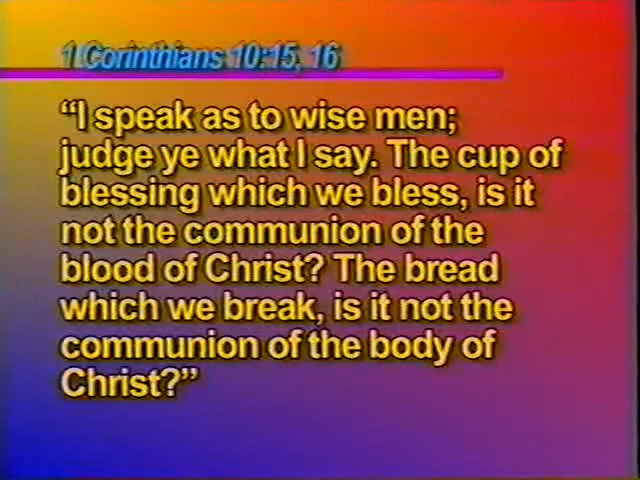 1 Corinthians 10:15, 16
“I speak as to wise men;
judge ye what I say. The cup of
blessing which we bless, is it
not the communion of the
blood of Christ? The bread
which we break, is it not the
communion of the body of
Christ?”